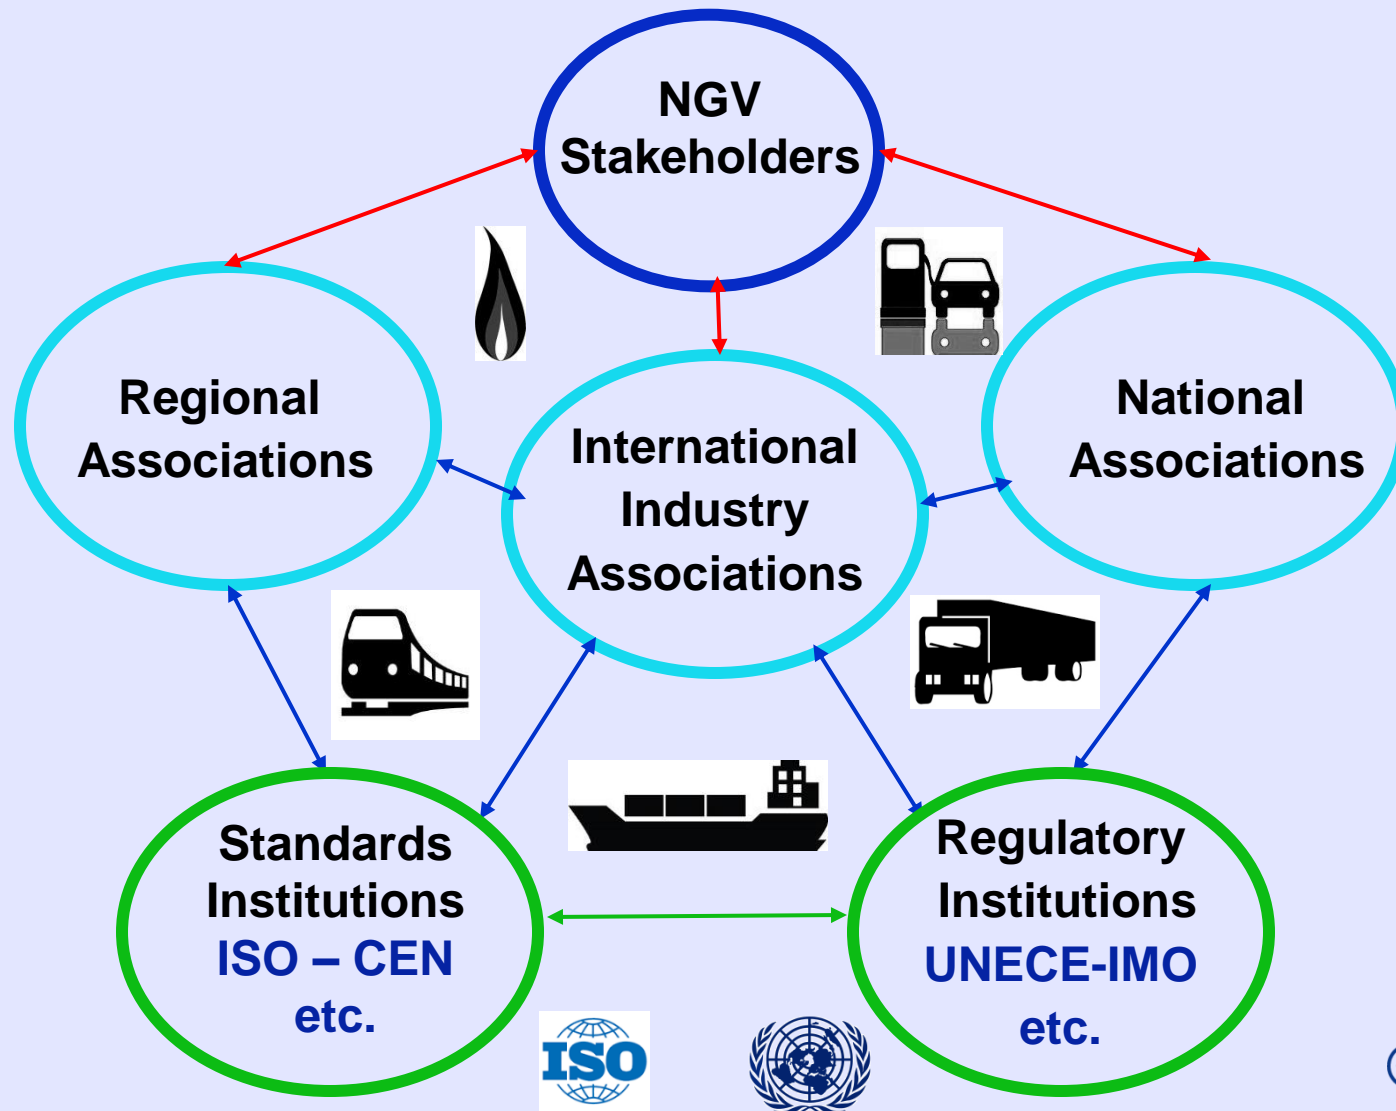 NGV
Stakeholders
Regional
Associations
International
Industry
Associations
National
Associations
Standards
Institutions
ISO – CEN
etc.
Regulatory
Institutions
UNECE-IMO
etc.
ISO